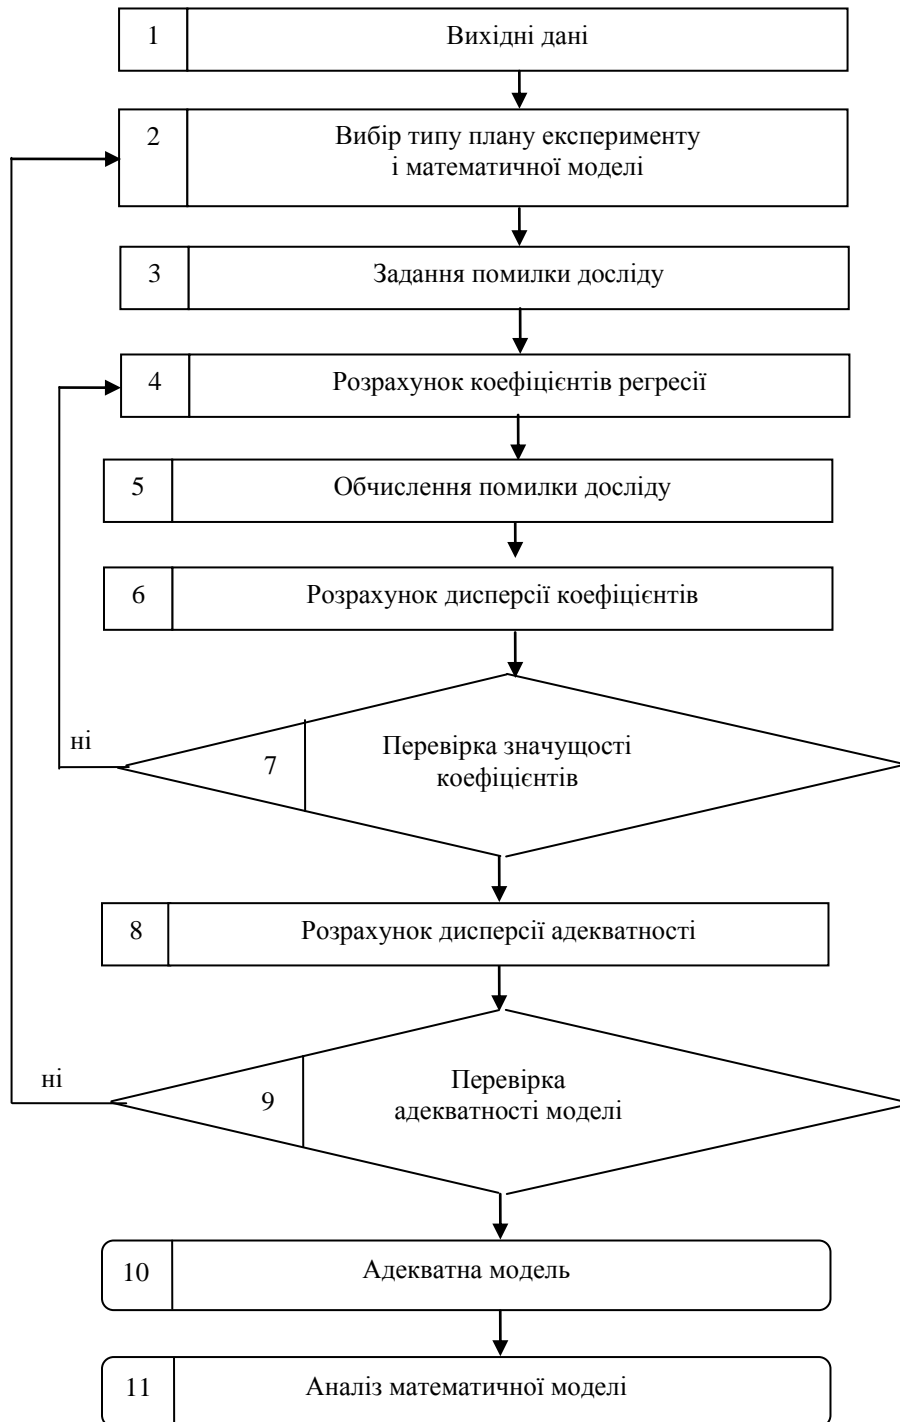 1
Вихідні дані
2
Вибір типу плану експерименту
і математичної моделі
3
Задання помилки досліду
4
Розрахунок коефіцієнтів регресії
5
Обчислення помилки досліду
6
Розрахунок дисперсії коефіцієнтів
ні
7
Перевірка значущості
коефіцієнтів
8
Розрахунок дисперсії адекватності
ні
9
Перевірка
адекватності моделі
10
Адекватна модель
11
Аналіз математичної моделі